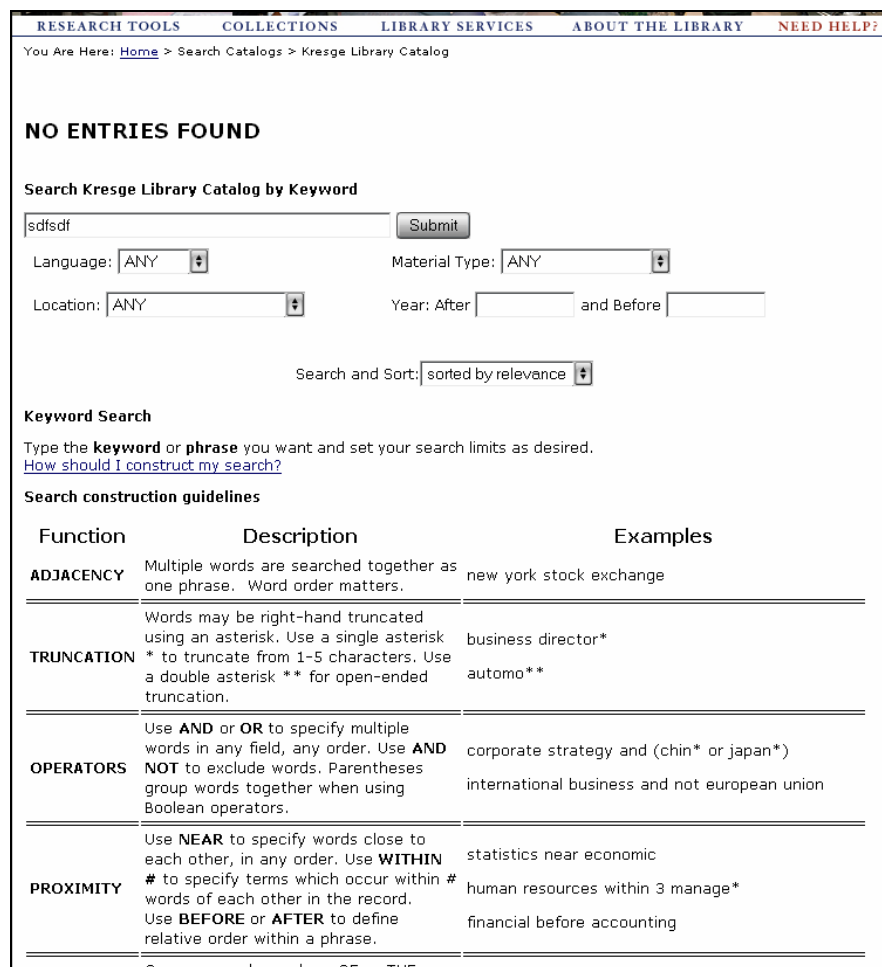 RESEARCH TOOLS COLLECTIONS LIBRARY SERVICES ABOUT THE LIBRARY NEED HELP?
You Are Here: Home > Search Catalogs > Kresge Library Catalog
NO ENTRIES FOUND
Search Kresge Library Catalog by Keyword
sdfsdf Submit
Language: ANY Material Type: ANY
Location: ANY Year: After and Before
Search and Sort: sorted by relevance
Keyword Search
Type the keyword or phrase you want and set your search limits as desired.
How should I construct my search?
Search construction guidelines
Function Description Examples
ADJACENCY
Multiple words are searched together as
one phrase. Word order matters.
new york stock exchange
TRUNCATION
Words may be right-hand truncated
using an asterisk. Use a single asterisk
* to truncate from 1-5 characters. Use
a double asterisk ** for open-ended
truncation.
business director*
automo**
OPERATORS
Use AND or OR to specify multiple
words in any field, any order. Use AND
NOT to exclude words. Parentheses
group words together when using
Boolean operators.
corporate strategy and (chin* or japan*)
international business and not european union
PROXIMITY
Use NEAR to specify words close to
each other, in any order. Use WITHIN
# to specify terms which occur within #
words of each other in the record.
Use BEFORE or AFTER to define
relative order within a phrase.
statistics near economic
human resources within 3 manage*
financial before accounting